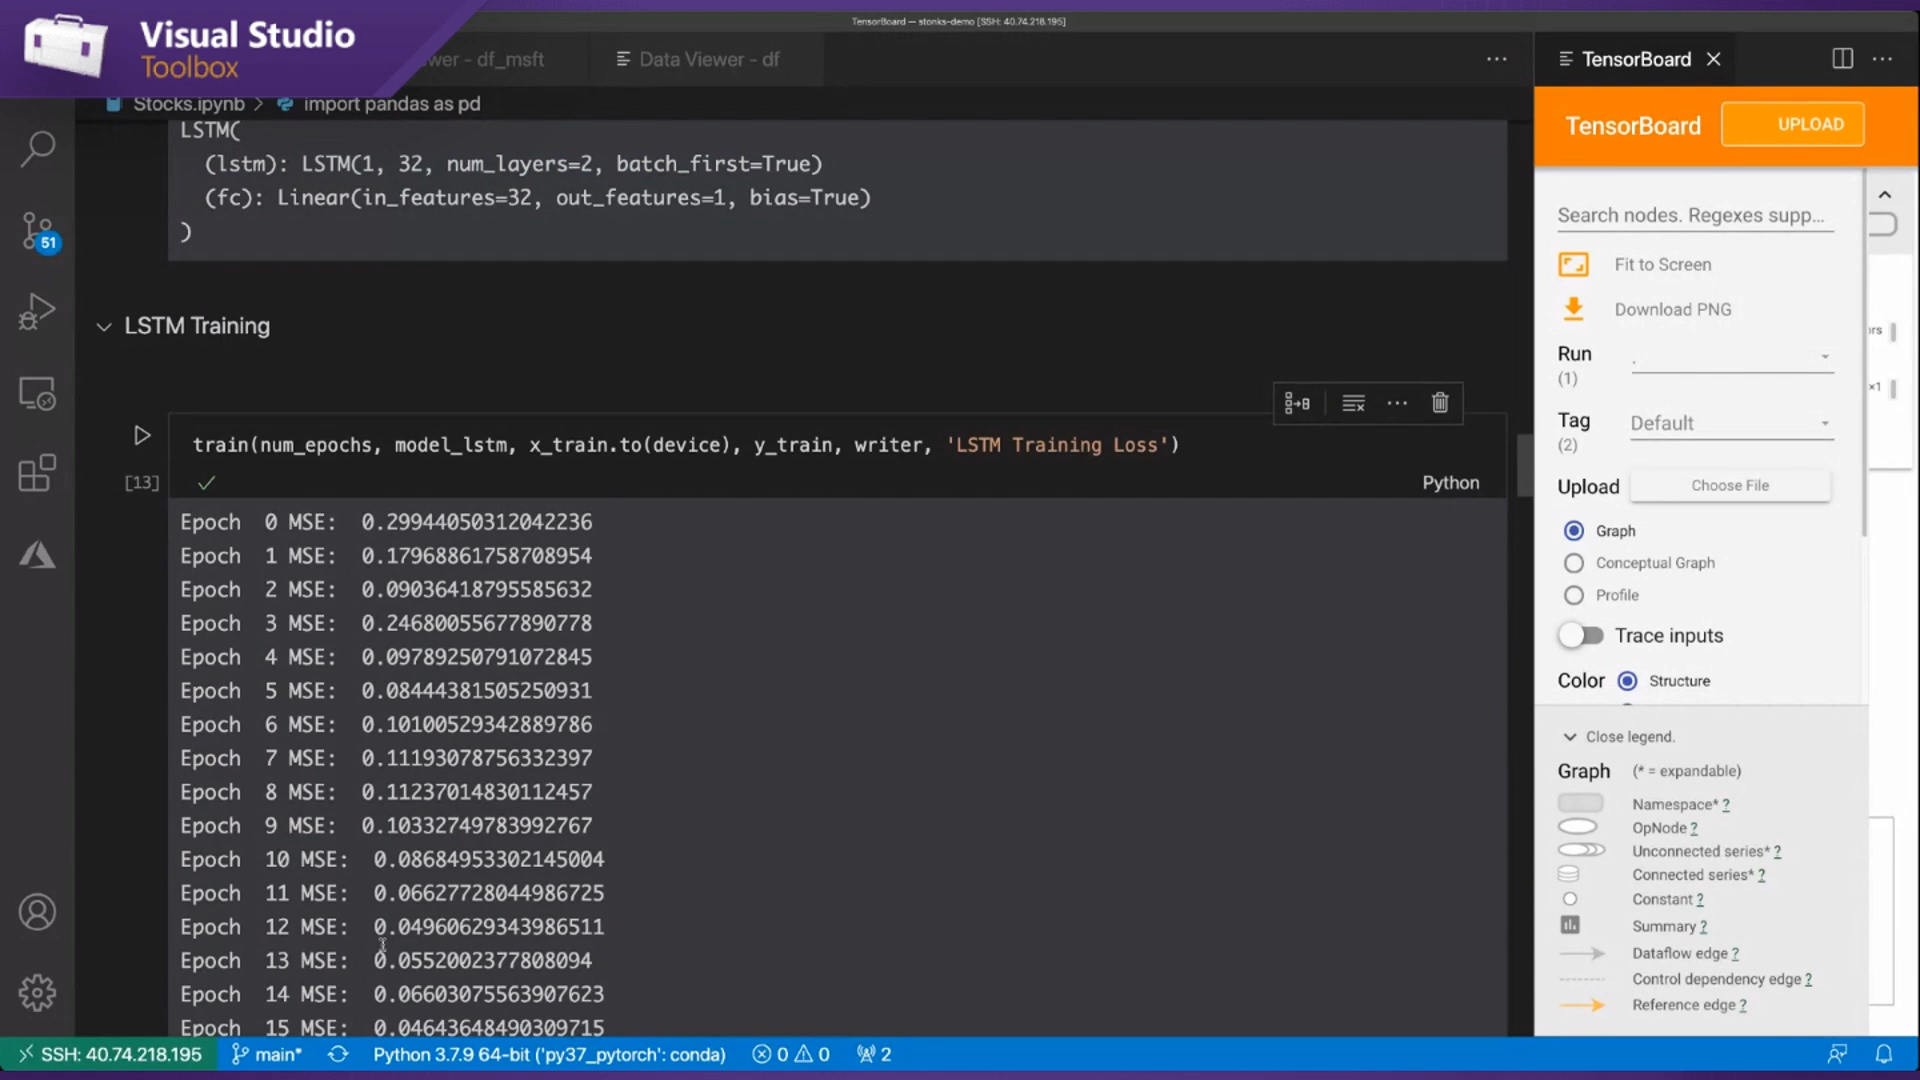 Visual Studio
Toolbox
TensorBoard — stonks-demo [SSH: 40.74.218.195]
wer - df_msft
Data Viewer - df
Stocks.ipynb > import pandas as pd
LSTM(
(lstm): LSTM(1, 32, num_layers=2, batch_first=True)
(fc): Linear(in_features=32, out_features=1, bias=True)
)
51
LSTM Training
train(num_epochs, model_lstm, x_train.to(device), y_train, writer, 'LSTM Training Loss')
[13]
Python
Epoch 0 MSE: 0.29944050312042236
Epoch 1 MSE: 0.17968861758708954
Epoch 2 MSE: 0.09036418795585632
Epoch 3 MSE: 0.24680055677890778
Epoch 4 MSE: 0.09789250791072845
Epoch 5 MSE: 0.08444381505250931
Epoch 6 MSE: 0.10100529342889786
Epoch 7 MSE: 0.11193078756332397
Epoch 8 MSE: 0.11237014830112457
Epoch 9 MSE: 0.10332749783992767
Epoch 10 MSE: 0.08684953302145004
Epoch 11 MSE: 0.06627728044986725
Epoch 12 MSE: 0.04960629343986511
Epoch 13 MSE: 0.0552002377808094
Epoch 14 MSE: 0.06603075563907623
Epoch 15 MSE: 0.04643648490309715
TensorBoard
TensorBoard
UPLOAD
Search nodes. Regexes supp...
Fit to Screen
Download PNG
Run
(1)
.
Tag
(2)
Default
Upload
Choose File
Graph
Conceptual Graph
Profile
Trace inputs
Color
Structure
Close legend.
Graph (* = expandable)
Namespace* ?
OpNode ?
Unconnected series* ?
Connected series* ?
Constant ?
Summary ?
Dataflow edge ?
Control dependency edge ?
Reference edge ?
rs
×1
SSH: 40.74.218.195
main*
Python 3.7.9 64-bit ('py37_pytorch': conda)
0
0
2